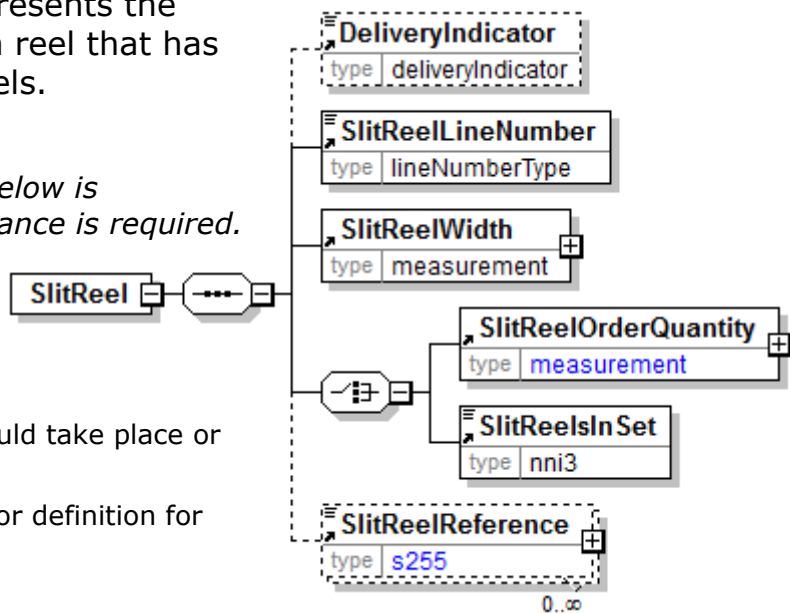 resents the
reel that has
els.
elow is
ance is required.
uld take place or
or definition for
SlitReel
DeliveryIndicator
type deliveryIndicator
SlitReelLineNumber
type lineNumberType
SlitReelWidth
type measurement
SlitReelOrderQuantity
type measurement
SlitReelsInSet
type nni3
SlitReelReference
type s255
0..∞